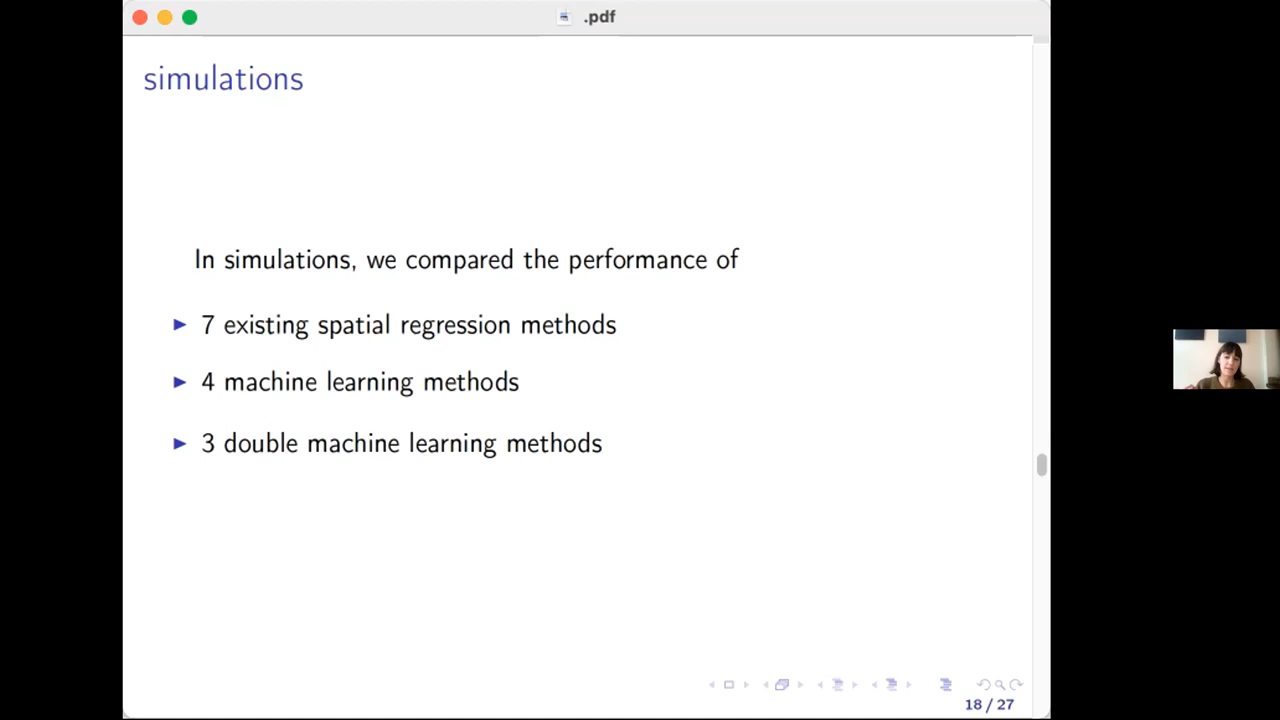 .pdf
simulations
In simulations, we compared the performance of
▶ 7 existing spatial regression methods
▶ 4 machine learning methods
▶ 3 double machine learning methods
18 / 27